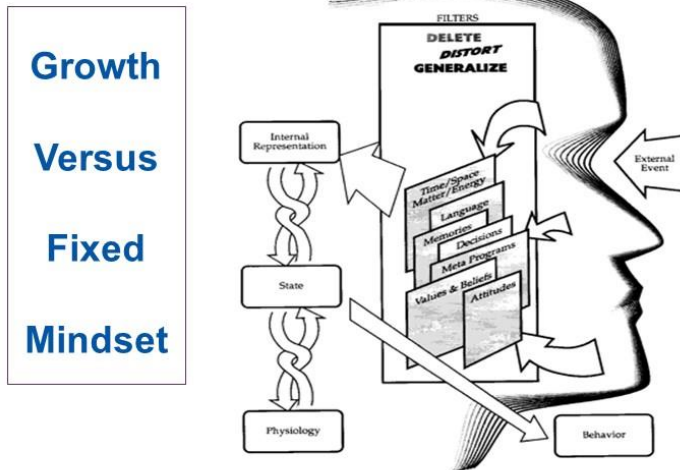 Growth
Versus
Fixed
Mindset
FILTERS
DELETE
DISTORT
GENERALIZE
Internal
Representation
External
Event
Time/Space
Matter/Energy
Language
Memories
Decisions
Meta Programs
Values & Beliefs
Attitudes
State
Physiology
Behavior